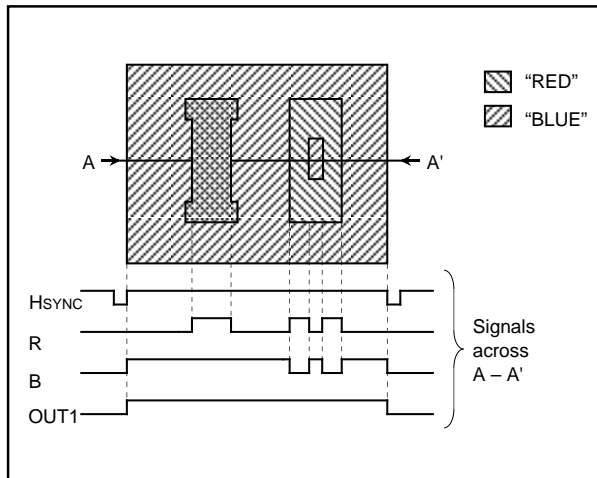 “RED”
“BLUE”
A
A'
HSYNC
R
B
OUT1
Signals
across
A – A'